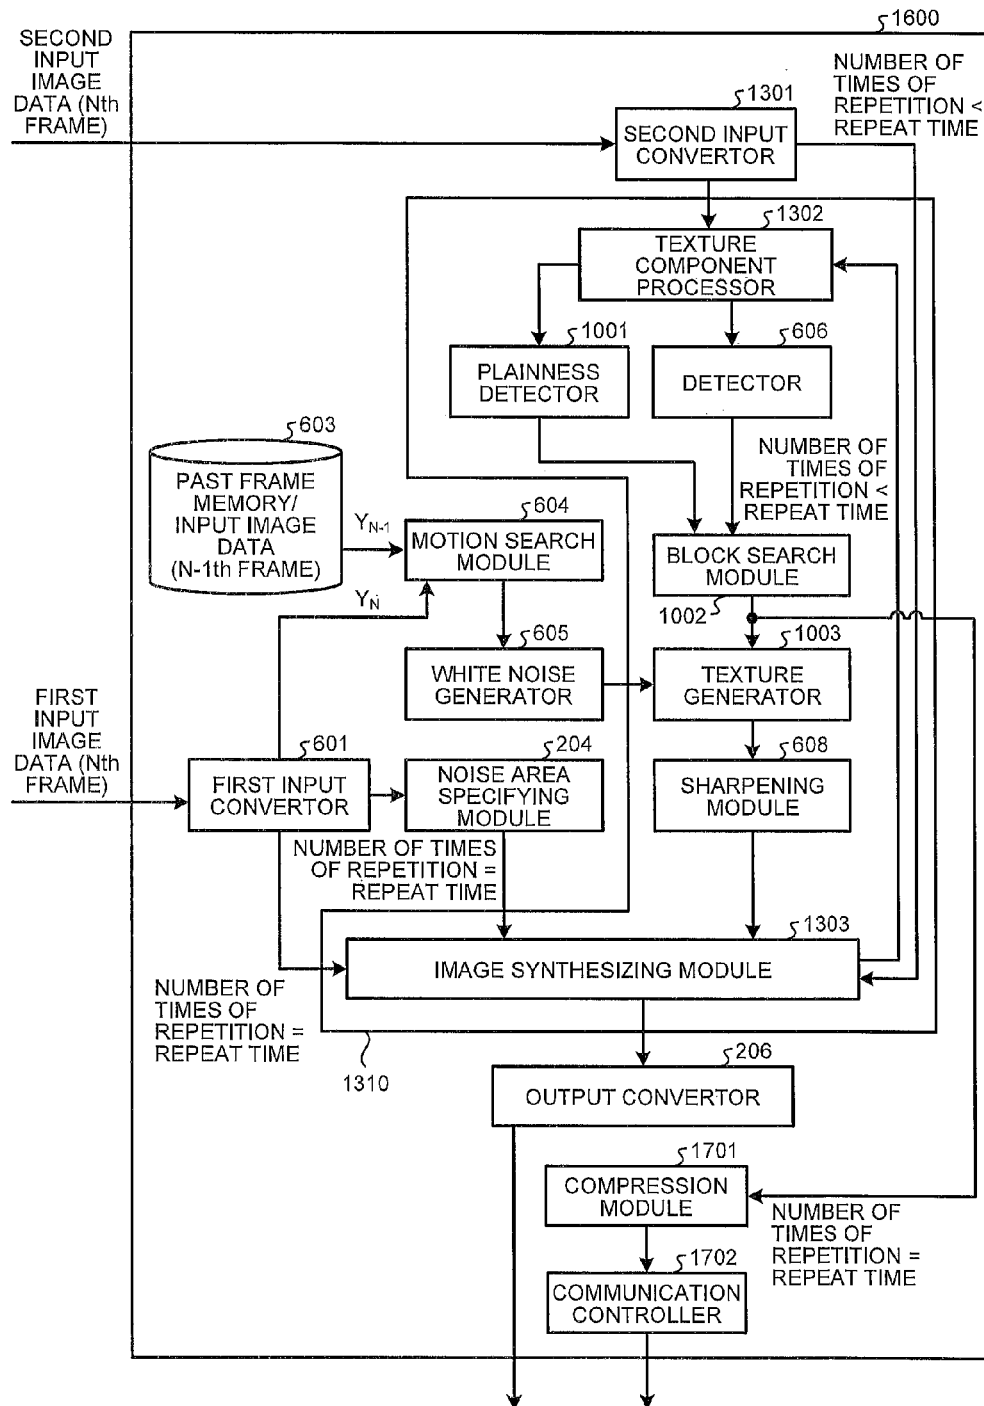 1600
SECOND
INPUT
IMAGE
DATA (Nth
FRAME)
NUMBER OF
TIMES OF
REPETITION <
REPEAT TIME
1301
SECOND INPUT
CONVERTOR
1302
TEXTURE
COMPONENT
PROCESSOR
1001
PLAINNESS
DETECTOR
606
DETECTOR
603
PAST FRAME
MEMORY/
INPUT IMAGE
DATA
(N-1th FRAME)
YN-1
YN
604
MOTION SEARCH
MODULE
NUMBER OF
TIMES OF
REPETITION <
REPEAT TIME
BLOCK SEARCH
MODULE
1002
605
WHITE NOISE
GENERATOR
1003
TEXTURE
GENERATOR
FIRST
INPUT
IMAGE
DATA (Nth
FRAME)
601
FIRST INPUT
CONVERTOR
204
NOISE AREA
SPECIFYING
MODULE
608
SHARPENING
MODULE
NUMBER OF TIMES
OF REPETITION =
REPEAT TIME
1303
IMAGE SYNTHESIZING MODULE
NUMBER OF
TIMES OF
REPETITION =
REPEAT TIME
1310
206
OUTPUT CONVERTOR
1701
COMPRESSION
MODULE
NUMBER OF
TIMES OF
REPETITION =
REPEAT TIME
1702
COMMUNICATION
CONTROLLER